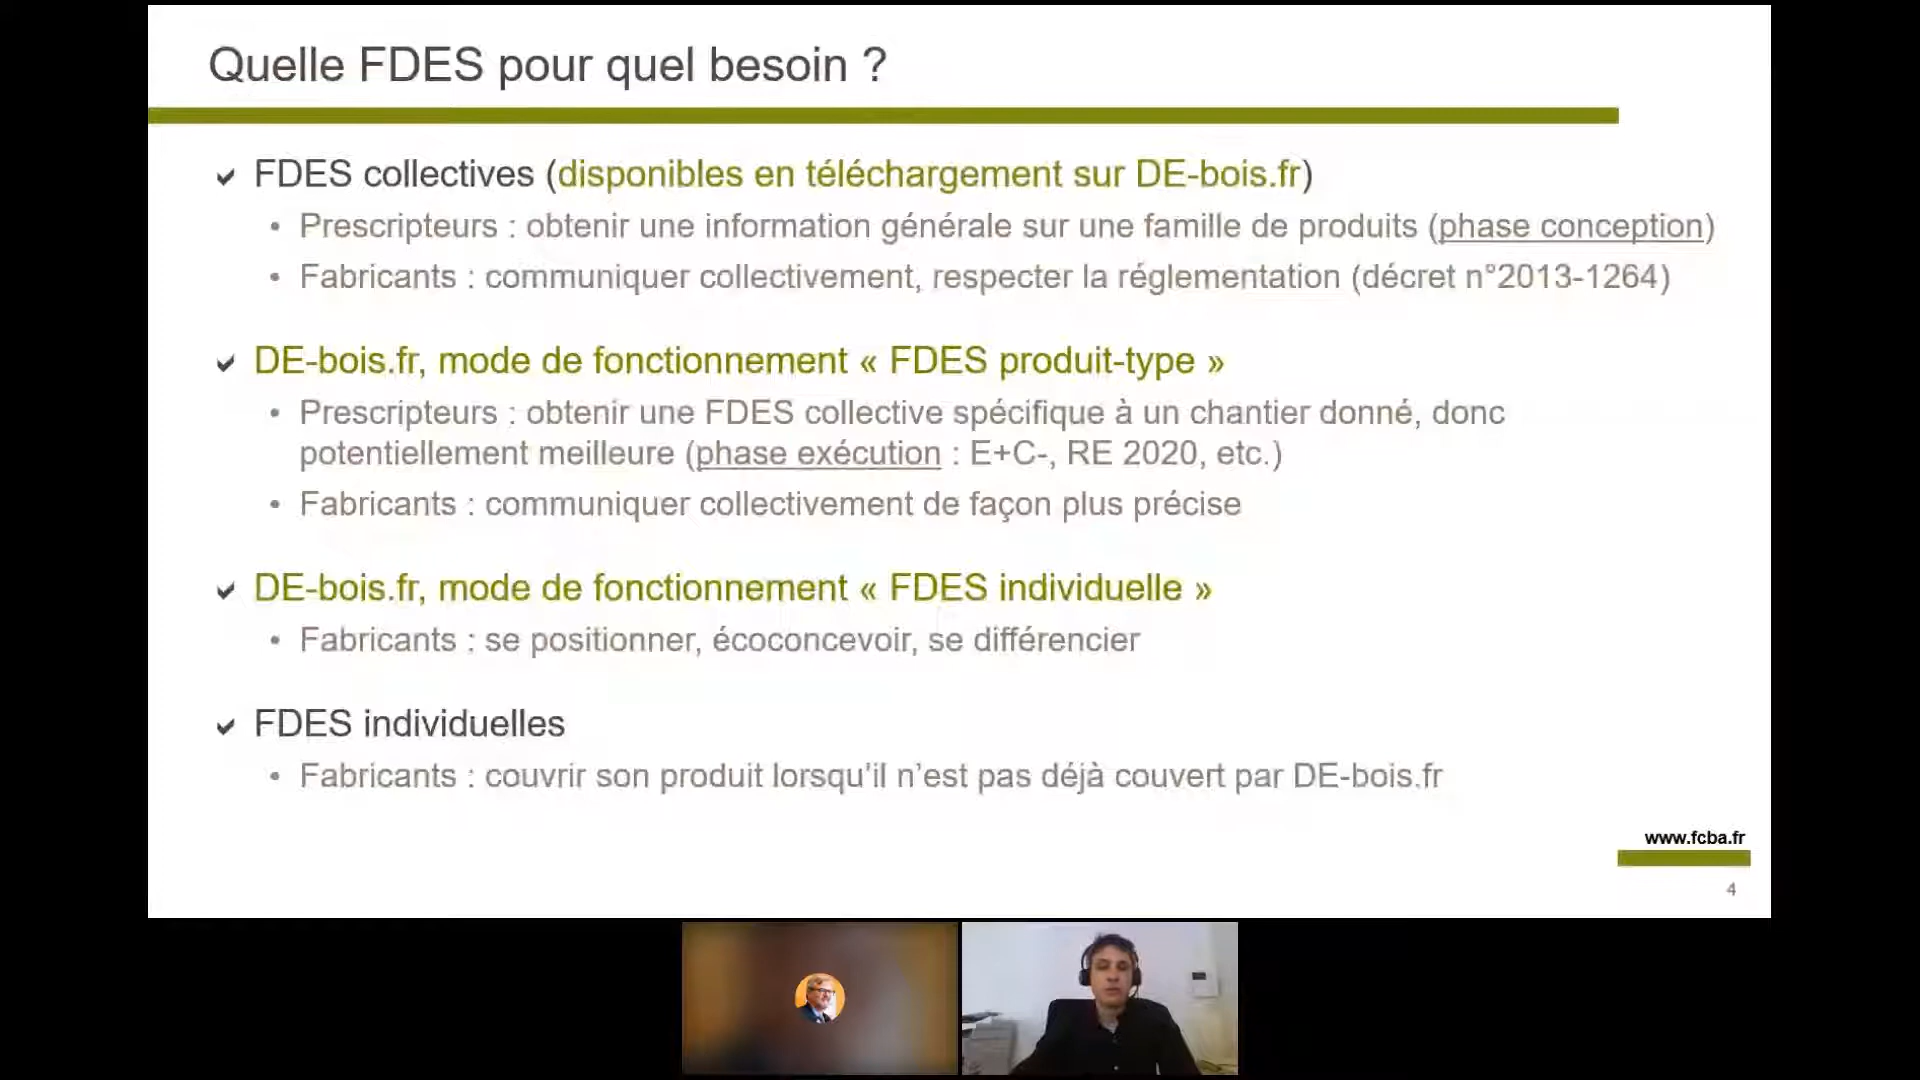 Quelle FDES pour quel besoin ?
FDES collectives (disponibles en téléchargement sur DE-bois.fr)
• Prescripteurs : obtenir une information générale sur une famille de produits (phase conception)
• Fabricants : communiquer collectivement, respecter la réglementation (décret n°2013-1264)
DE-bois.fr, mode de fonctionnement « FDES produit-type »
• Prescripteurs : obtenir une FDES collective spécifique à un chantier donné, donc
potentiellement meilleure (phase exécution : E+C-, RE 2020, etc.)
• Fabricants : communiquer collectivement de façon plus précise
DE-bois.fr, mode de fonctionnement « FDES individuelle »
• Fabricants : se positionner, écoconcevoir, se différencier
FDES individuelles
• Fabricants : couvrir son produit lorsqu'il n'est pas déjà couvert par DE-bois.fr
www.fcba.fr
4